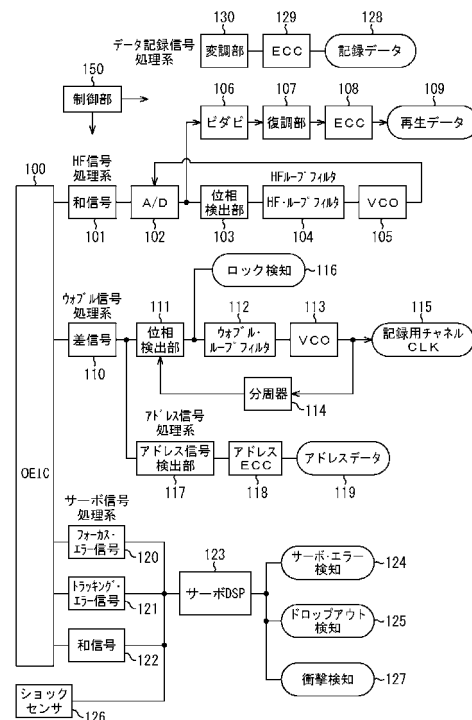 130
129
128
データ記録信号
処理系
変調部
ECC
記録データ
150
制御部
106
107
108
109
ビダビ
復調部
ECC
再生データ
100
HF信号
処理系
HFループフィルタ
和信号
A/D
位相
検出部
HF・ループフィルタ
VCO
101
102
103
104
105
ロック検知
116
ウォブル信号
処理系
111
112
113
115
差信号
位相
検出部
ウォブル・
ループフィルタ
VCO
記録用チャネル
CLK
110
分周器
114
アドレス信号
処理系
アドレス信号
検出部
アドレス
ECC
アドレスデータ
117
118
119
OEIC
サーボ信号
処理系
フォーカス・
エラー信号
120
123
サーボ・エラー
検知
124
トラッキング・
エラー信号
121
サーボDSP
ドロップアウト
検知
125
和信号
122
衝撃検知
127
ショック
センサ
126